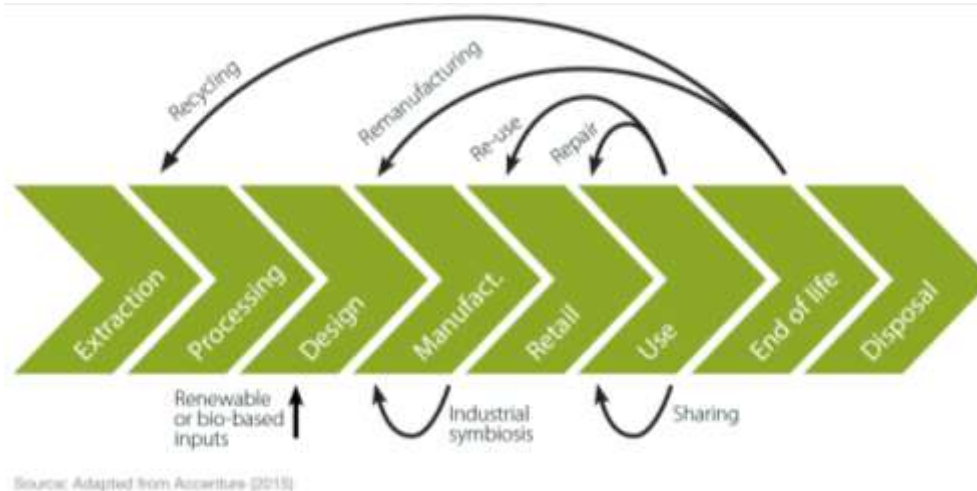 Recycling
Remanufacturing
Re-use
Repair
Extraction
Processing
Design
Manufact.
Retail
Use
End of life
Disposal
Renewable
or bio-based
inputs
Industrial
symbiosis
Sharing
Source: Adapted from Accenture (2015)